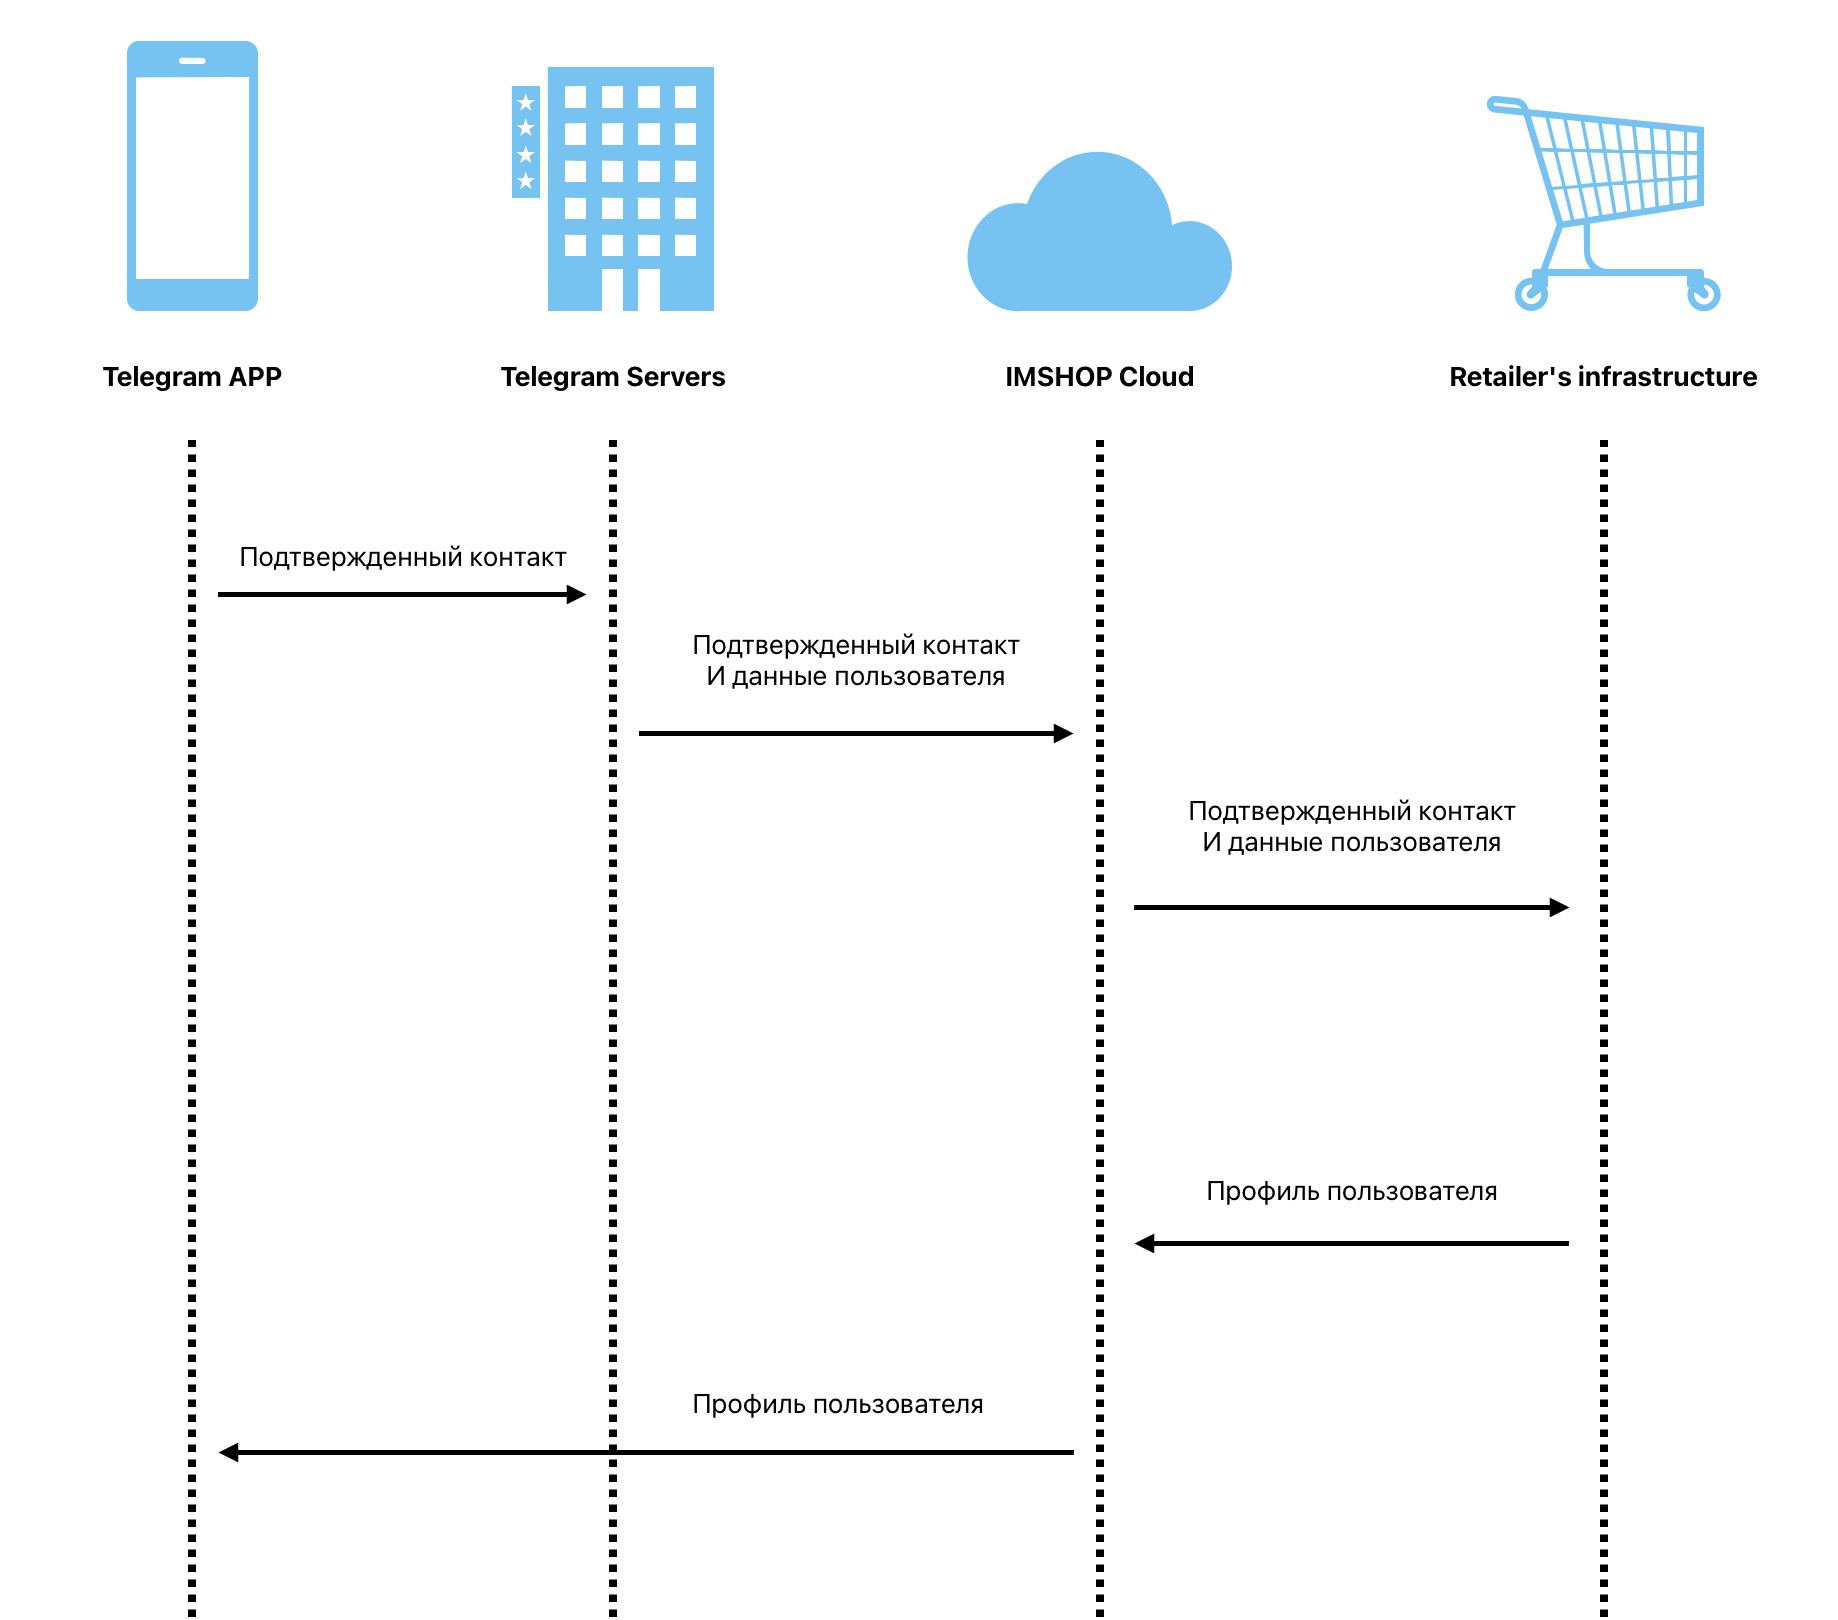 Telegram APP
Telegram Servers
IMSHOP Cloud
Retailer's infrastructure
Подтвержденный контакт
Подтвержденный контакт
И данные пользователя
Подтвержденный контакт
И данные пользователя
Профиль пользователя
Профиль пользователя